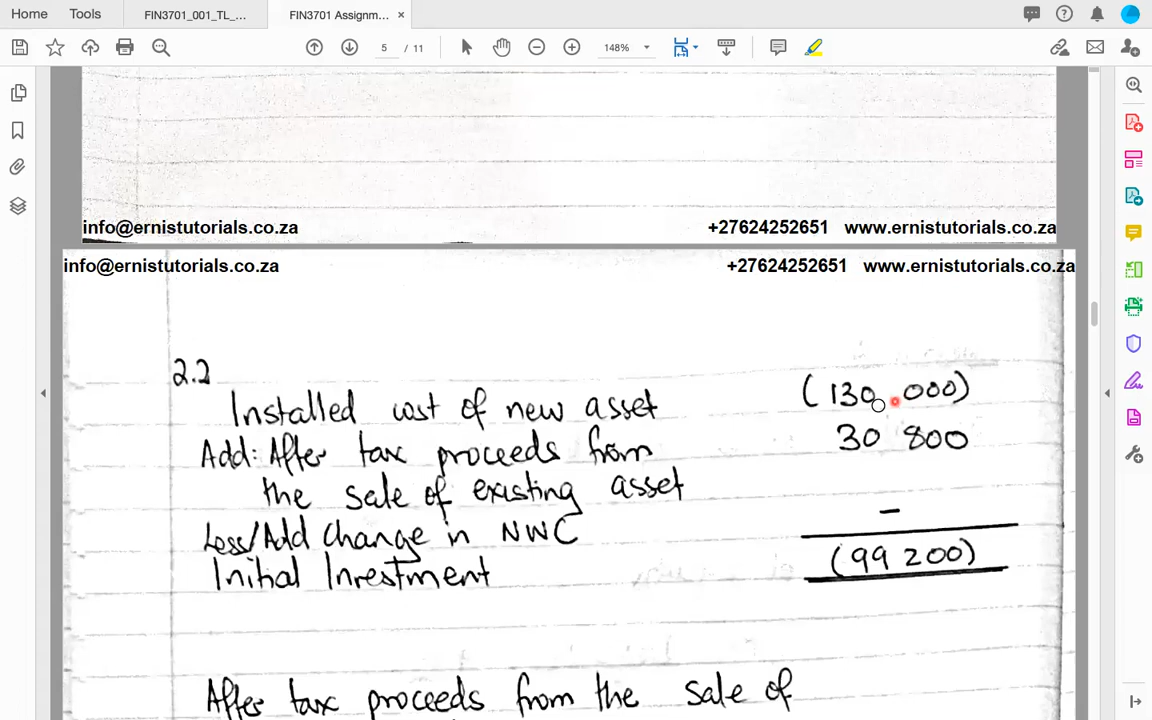 Home Tools FIN3701_001_TL_... FIN3701 Assignm... ×
5 / 11 148%
info@ernistutorials.co.za +27624252651 www.ernistutorials.co.za
info@ernistutorials.co.za +27624252651 www.ernistutorials.co.za
2.2
Installed cost of new asset (130 000)
Add: After tax proceeds from 30 800
the sale of existing asset
Less/Add Change in NWC -
Initial Investment (99 200)
After tax proceeds from the sale of